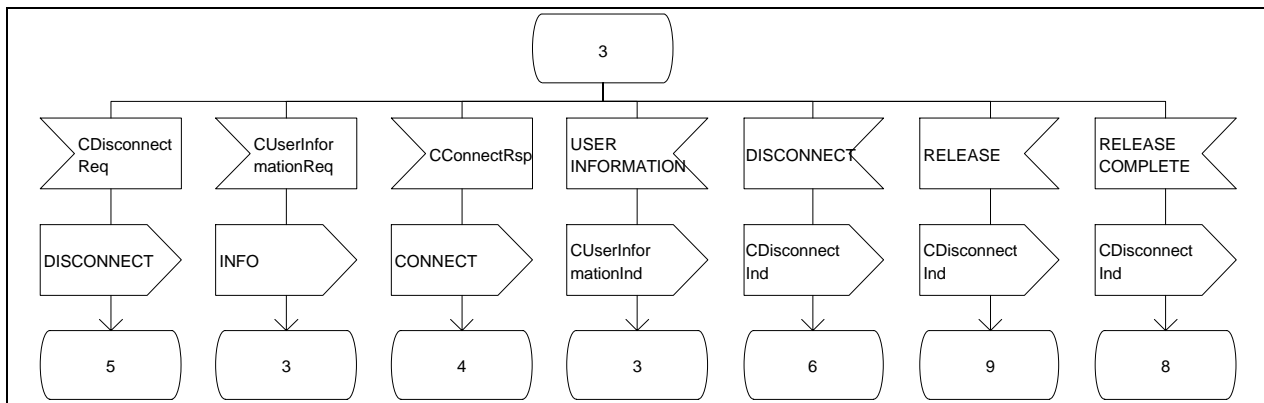 3
CDisconnect
Req
CUserInfor
mationReq
CConnectRsp
USER
INFORMATION
DISCONNECT
RELEASE
RELEASE
COMPLETE
DISCONNECT
INFO
CONNECT
CUserInfor
mationInd
CDisconnect
Ind
CDisconnect
Ind
CDisconnect
Ind
5
3
4
3
6
9
8